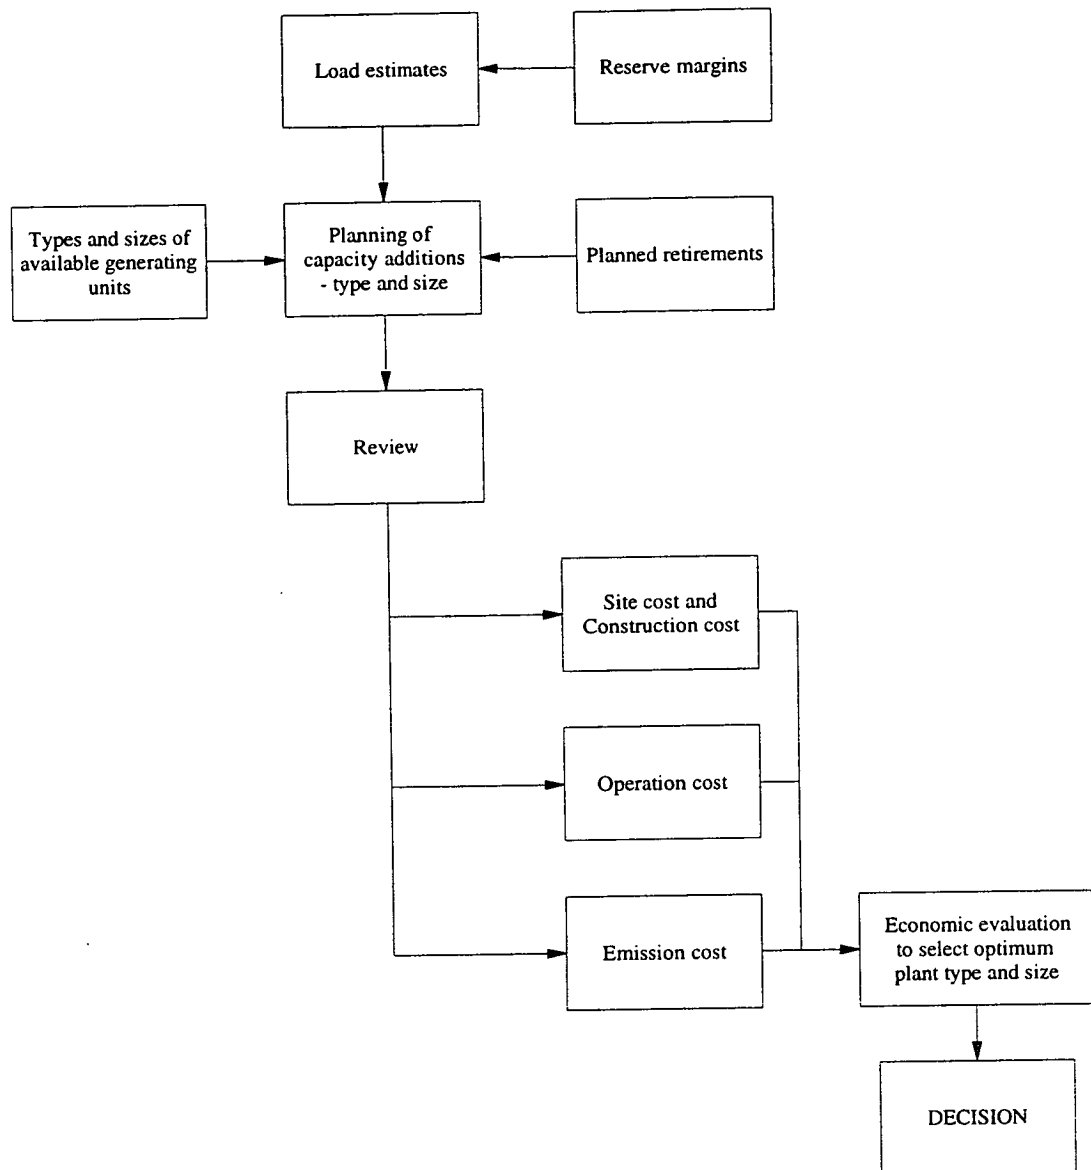 Load estimates
Reserve margins
Types and sizes of
available generating
units
Planning of
capacity additions
- type and size
Planned retirements
Review
Site cost and
Construction cost
Operation cost
Emission cost
Economic evaluation
to select optimum
plant type and size
DECISION